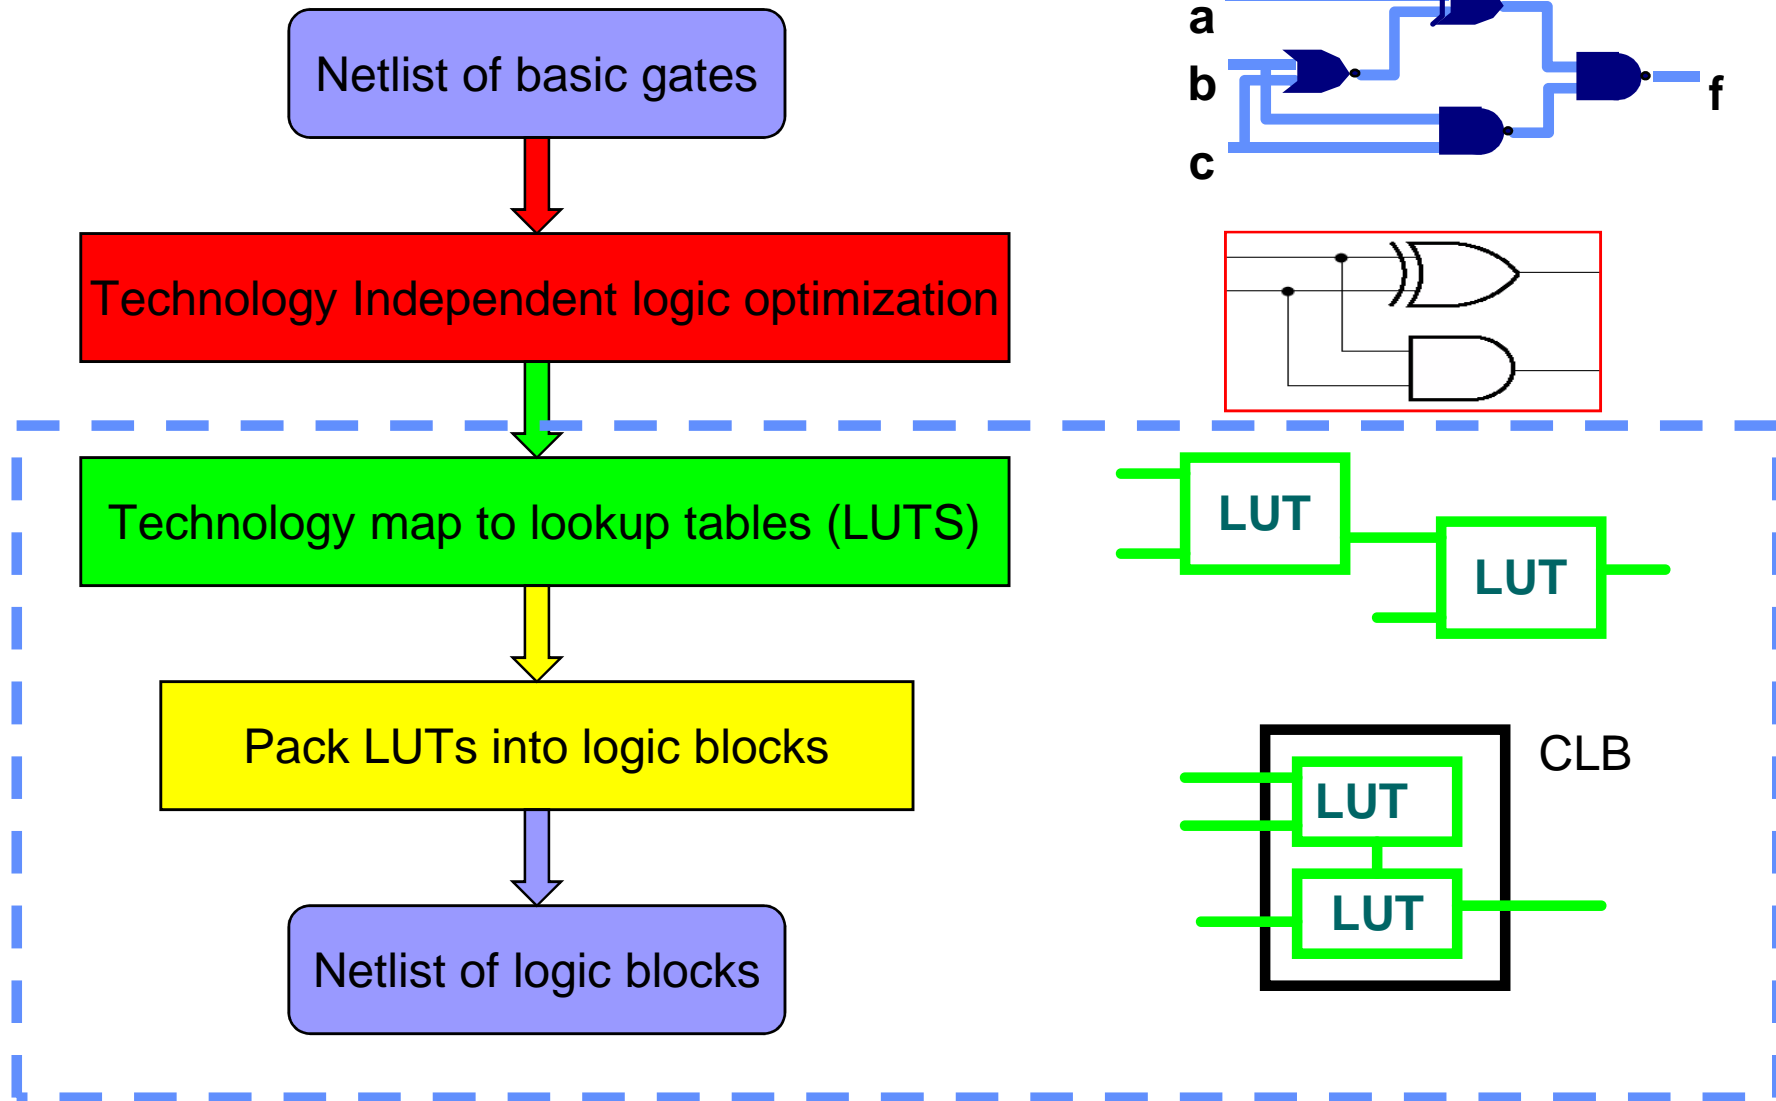 Netlist of basic gates
a
b
c
f
Technology Independent logic optimization
Technology map to lookup tables (LUTS)
LUT
LUT
Pack LUTs into logic blocks
CLB
LUT
LUT
Netlist of logic blocks